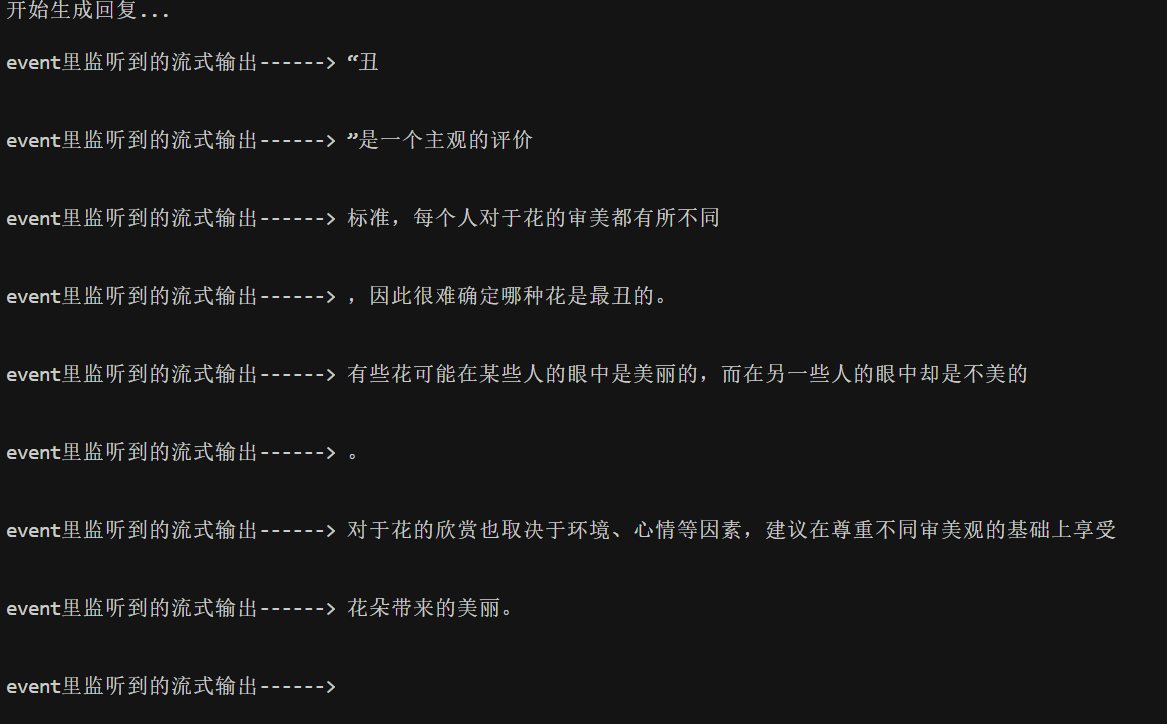 开始生成回复...
event里监听到的流式输出------> “丑
event里监听到的流式输出------> ”是一个主观的评价
event里监听到的流式输出------> 标准，每个人对于花的审美都有所不同
event里监听到的流式输出------> ，因此很难确定哪种花是最丑的。
event里监听到的流式输出------> 有些花可能在某些人的眼中是美丽的，而在另一些人的眼中却是不美的
event里监听到的流式输出------> 。
event里监听到的流式输出------> 对于花的欣赏也取决于环境、心情等因素，建议在尊重不同审美观的基础上享受
event里监听到的流式输出------> 花朵带来的美丽。
event里监听到的流式输出------>